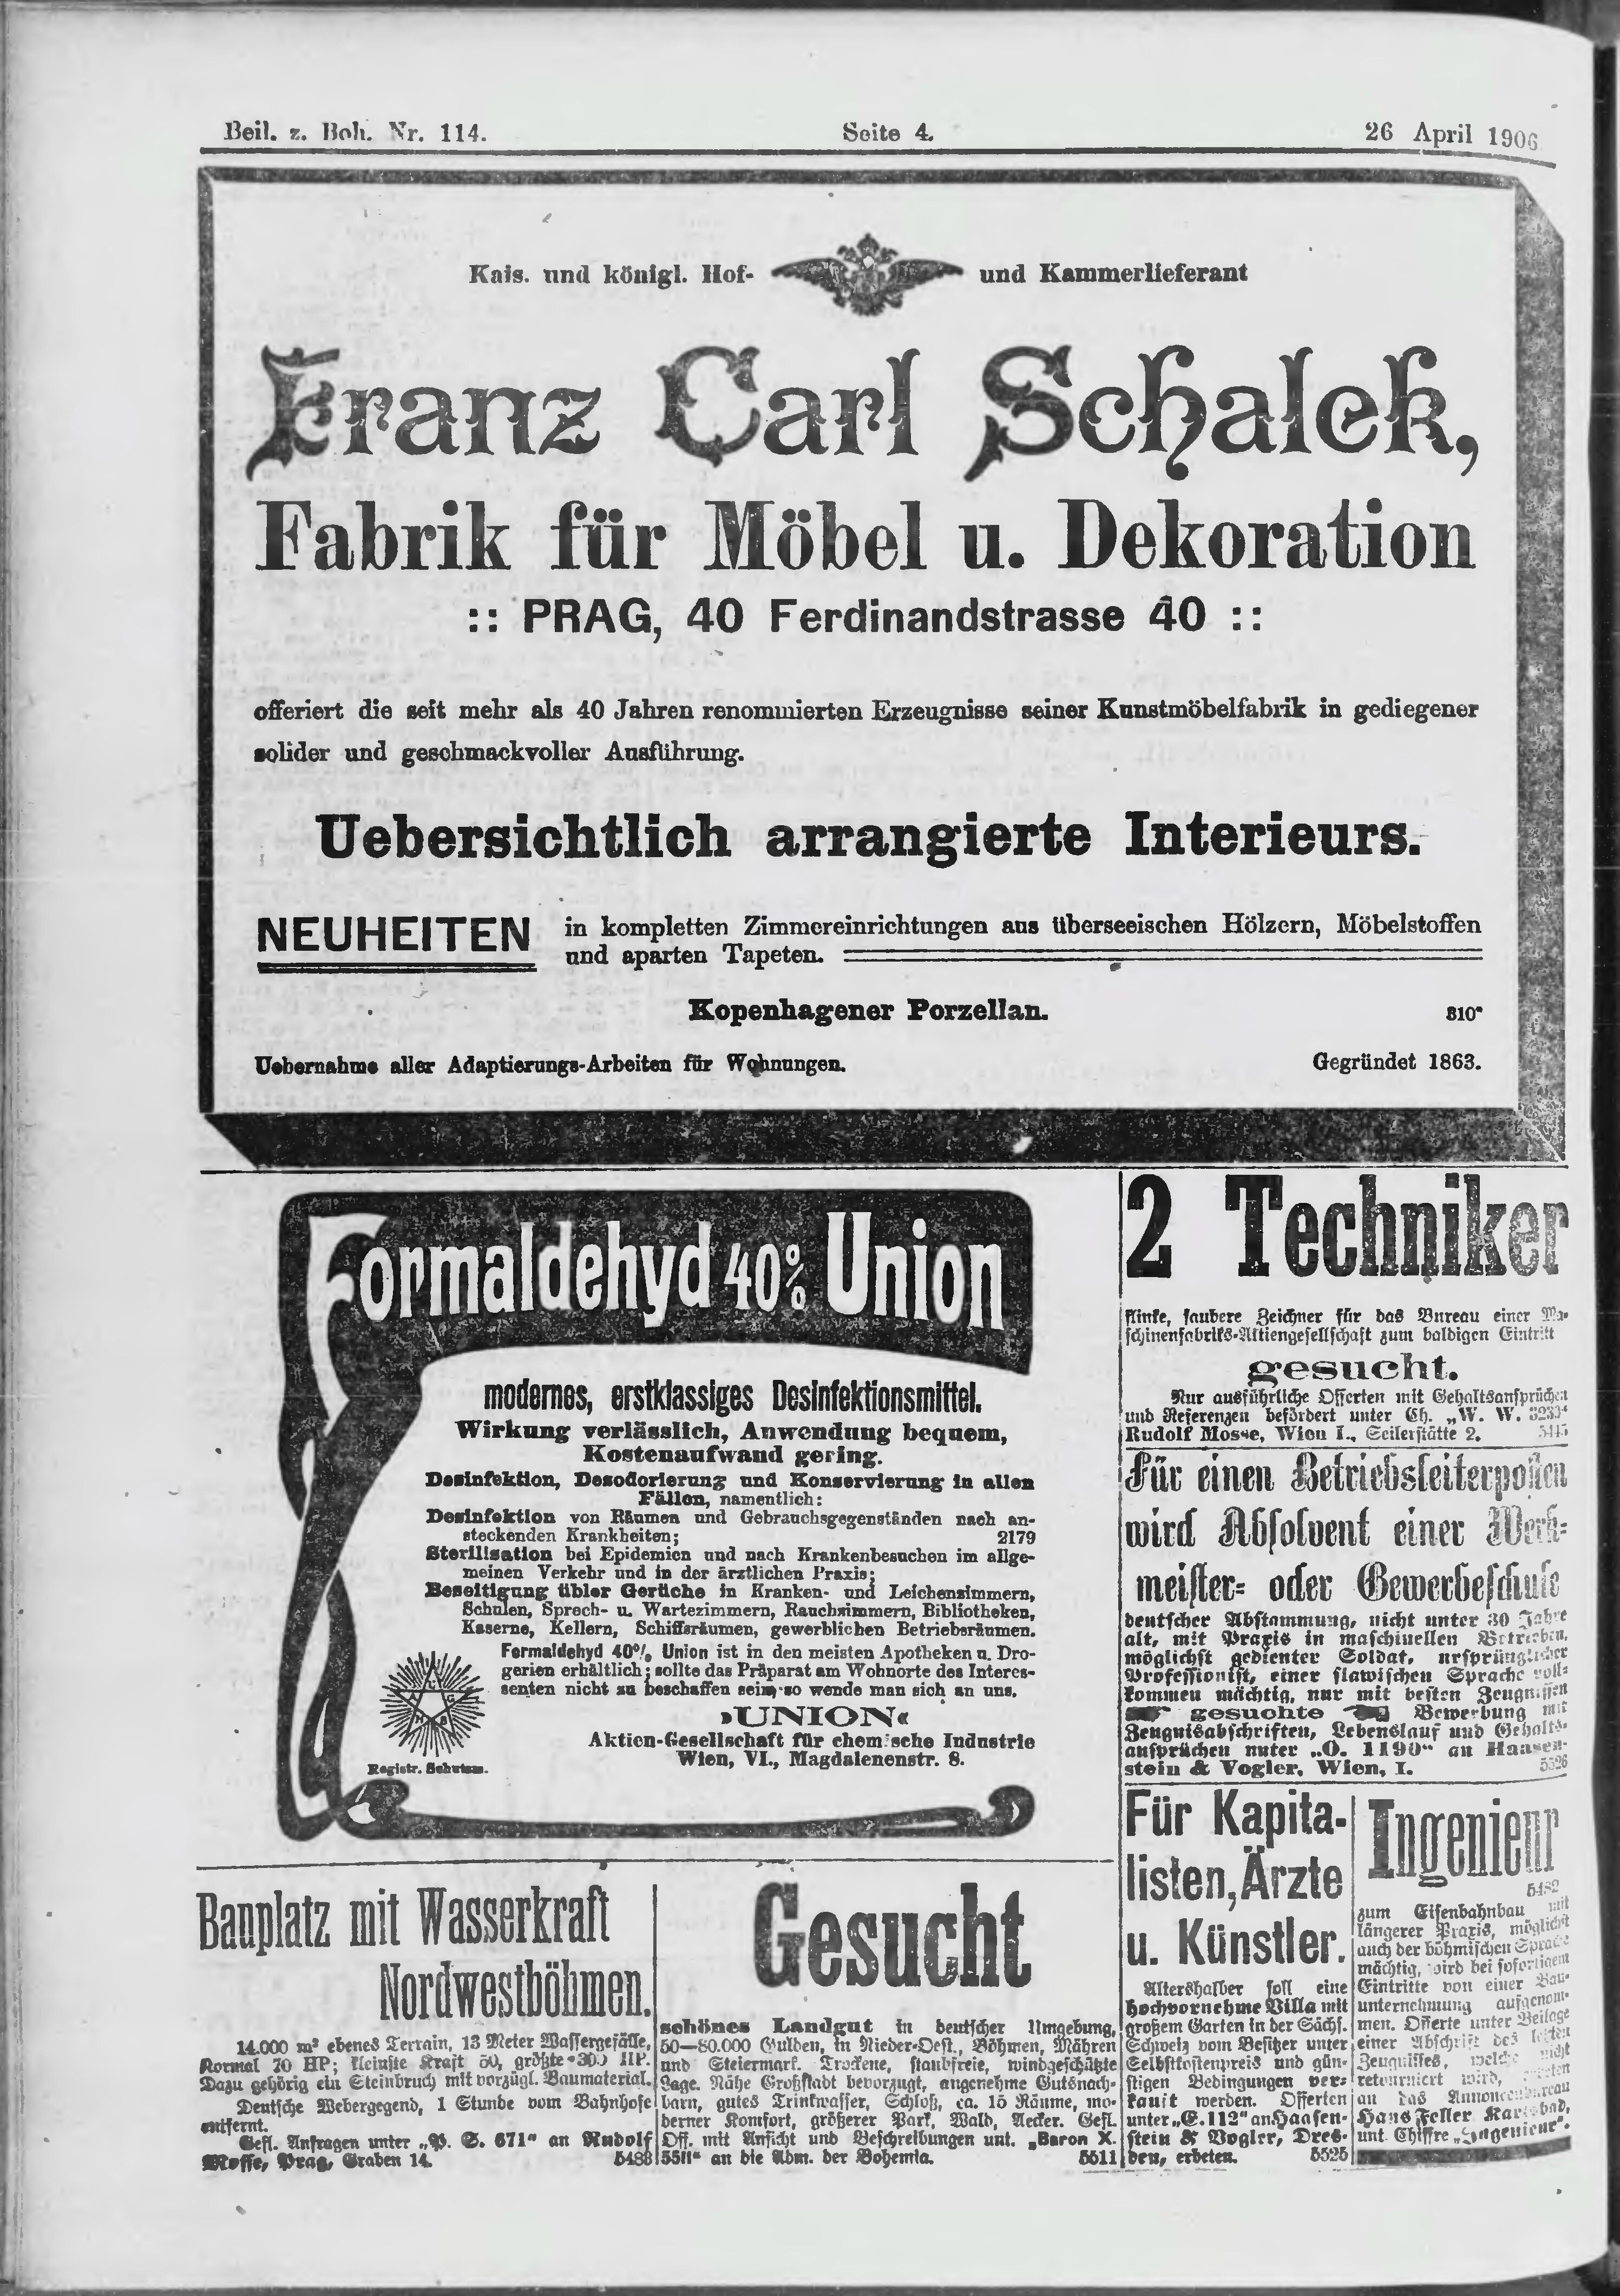 Beil. z. Boh. Nr. 114.
Seite 4.
26 April 1906
Kais. und königl. Hof- und Kammerlieferant
Franz Carl Schalek,
Fabrik für Möbel u. Dekoration
:: PRAG, 40 Ferdinandstrasse 40 ::
offeriert die seit mehr als 40 Jahren renommierten Erzeugnisse seiner Kunstmöbelfabrik in gediegener
solider und geschmackvoller Ausführung.
Uebersichtlich arrangierte Interieurs.
NEUHEITEN in kompletten Zimmereinrichtungen aus überseeischen Hölzern, Möbelstoffen
und aparten Tapeten.
Kopenhagener Porzellan.
810*
Uebernahme aller Adaptierungs-Arbeiten für Wohnungen.
Gegründet 1863.
Formaldehyd 40% Union
modernes, erstklassiges Desinfektionsmittel.
Wirkung verlässlich, Anwendung bequem,
Kostenaufwand gering.
Desinfektion, Desodorierung und Konservierung in allen
Fällen, namentlich:
Desinfektion von Räumen und Gebrauchsgegenständen nach an-
steckenden Krankheiten; 2179
Sterilisation bei Epidemien und nach Krankenbesuchen im allge-
meinen Verkehr und in der ärztlichen Praxis;
Beseitigung übler Gerüche in Kranken- und Leichenzimmern,
Schulen, Sprech- u. Wartezimmern, Rauchzimmern, Bibliotheken,
Kaserne, Kellern, Schiffsräumen, gewerblichen Betriebsräumen.
Formaldehyd 40% Union ist in den meisten Apotheken u. Dro-
gerien erhältlich; sollte das Präparat am Wohnorte des Interes-
senten nicht zu beschaffen sein, so wende man sich an uns.
»UNION«
Aktien-Gesellschaft für chemische Industrie
Wien, VI., Magdalenenstr. 8.
Registr. Schutzm.
2 Techniker
flinke, saubere Zeichner für das Bureau einer Ma-
schinenfabriks-Aktiengesellschaft zum baldigen Eintritt
gesucht.
Nur ausführliche Offerten mit Gehaltsansprüchen
und Referenzen befördert unter Ch. „W. W.
Rudolf Mosse, Wien I., Seilerstätte 2. 5445
Für einen Betriebsleiterposten
wird Absolvent einer Werk-
meister- oder Gewerbeschule
deutscher Abstammung, nicht unter 30 Jahre
alt, mit Praxis in maschinellen Betrieben,
möglichst gedienter Soldat, ursprünglicher
Professionist, einer slawischen Sprache voll-
kommen mächtig, nur mit besten Zeugnissen
gesuchte Bewerbung mit
Zeugnisabschriften, Lebenslauf und Gehalts-
ansprüchen unter „O. 1190“ an Haasen-
stein & Vogler, Wien, I. 5526
Für Kapita-
listen, Ärzte
u. Künstler.
Altershalber soll eine
hochvornehme Villa mit
großem Garten in der Sächs.
Schweiz vom Besitzer unter
Selbstkostenpreis und gün-
stigen Bedingungen ver-
kauft werden. Offerten
unter „E. 112“ an Haasen-
stein & Vogler, Dres-
den, erbeten. 5525
Ingenieur
5482
zum Eisenbahnbau mit
längerer Praxis, möglichst
auch der böhmischen Sprache
mächtig, wird bei sofortigem
Eintritte von einer Bau-
unternehmung aufgenom-
men. Offerte unter Beilage
einer Abschrift des letzten
Zeugnisses, welche nicht
retourniert wird,
an das Annoncenbureau
Hans Feller Karlsbad,
unt. Chiffre „Ingenieur“.
Bauplatz mit Wasserkraft
Nordwestböhmen.
14.000 m² ebenes Terrain, 13 Meter Wassergefälle,
Normal 70 HP; kleinste Kraft 50, größte 300 HP.
Dazu gehörig ein Steinbruch mit vorzügl. Baumaterial.
Deutsche Webergegend, 1 Stunde vom Bahnhofe
entfernt.
Gefl. Anfragen unter „P. S. 671“ an Rudolf
Mosse, Prag, Graben 14. 5488
Gesucht
schönes Landgut in deutscher Umgebung,
50—80.000 Gulden, in Nieder-Oest., Böhmen, Mähren
und Steiermark. Trockene, staubfreie, windgeschützte
Lage. Nähe Großstadt bevorzugt, angenehme Gutsnach-
barn, gutes Trinkwasser, Schloß, ca. 15 Räume, mo-
derner Komfort, größerer Park, Wald, Aecker. Gefl.
Off. mit Ansicht und Beschreibungen unt. „Baron X.
5511“ an die Adm. der Bohemia. 5511